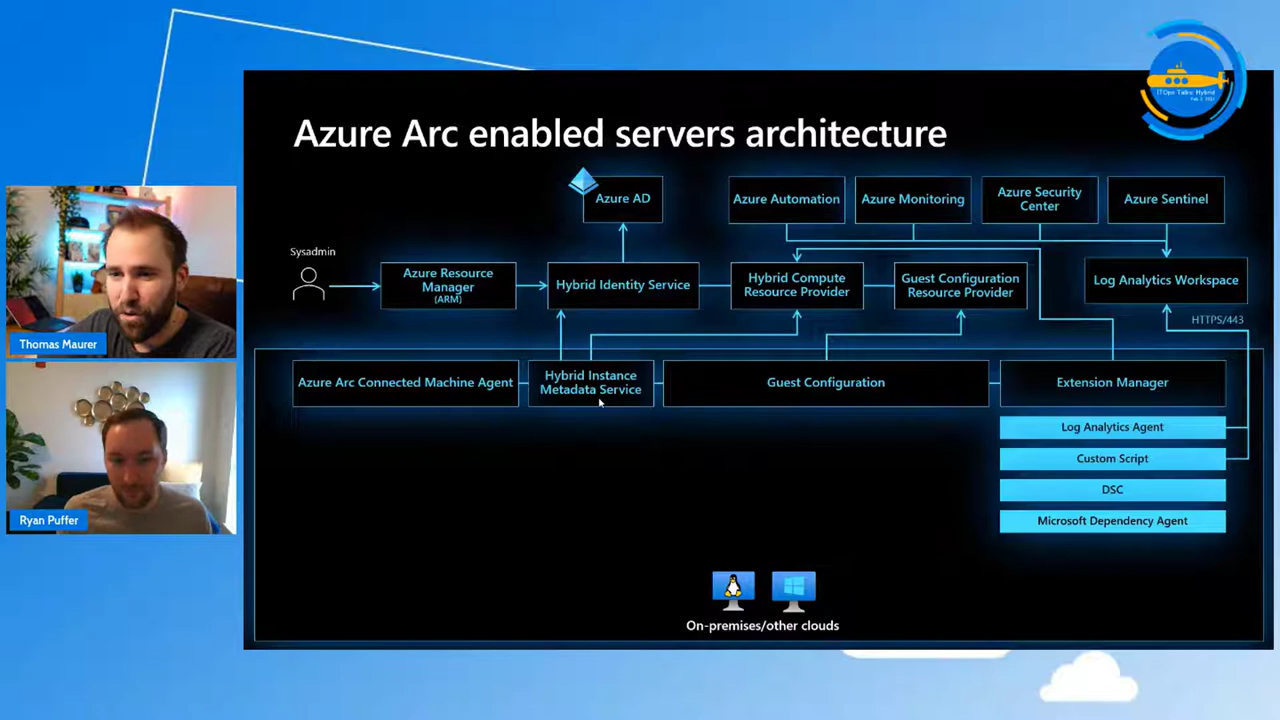 ITOps Talks: Hybrid
Azure Arc enabled servers architecture
Azure AD
Azure Automation
Azure Monitoring
Azure Security
Center
Azure Sentinel
Sysadmin
Azure Resource
Manager
(ARM)
Hybrid Identity Service
Hybrid Compute
Resource Provider
Guest Configuration
Resource Provider
Log Analytics Workspace
HTTPS/443
Thomas Maurer
Azure Arc Connected Machine Agent
Hybrid Instance
Metadata Service
Guest Configuration
Extension Manager
Log Analytics Agent
Custom Script
DSC
Microsoft Dependency Agent
Ryan Puffer
On-premises/other clouds